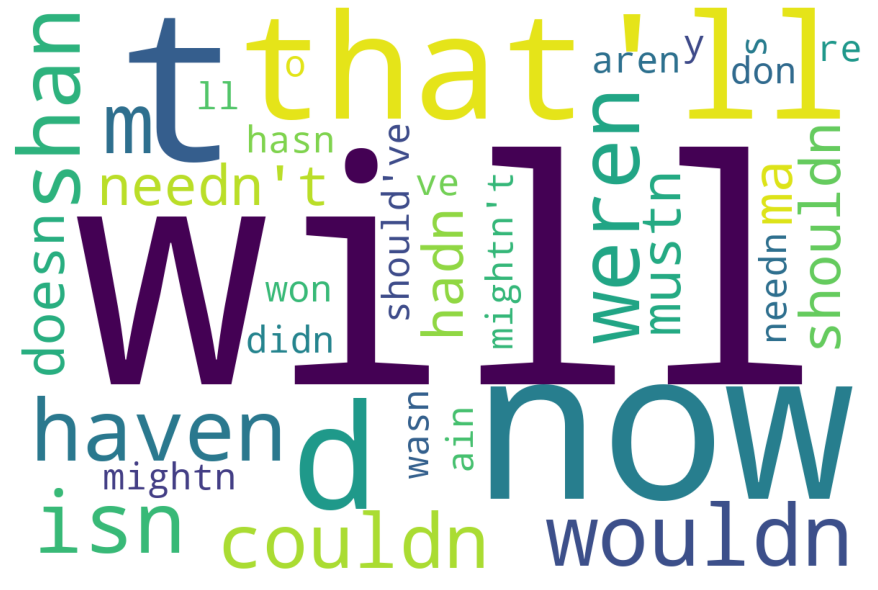 shan
t
that'll
o
ll
m
hasn
needn't
aren
y
s
don
re
weren
should've
ve
hadn
mightn't
mustn
ma
needn
shouldn
doesn
will
won
didn
haven
mightn
d
wasn
ain
now
isn
couldn
wouldn